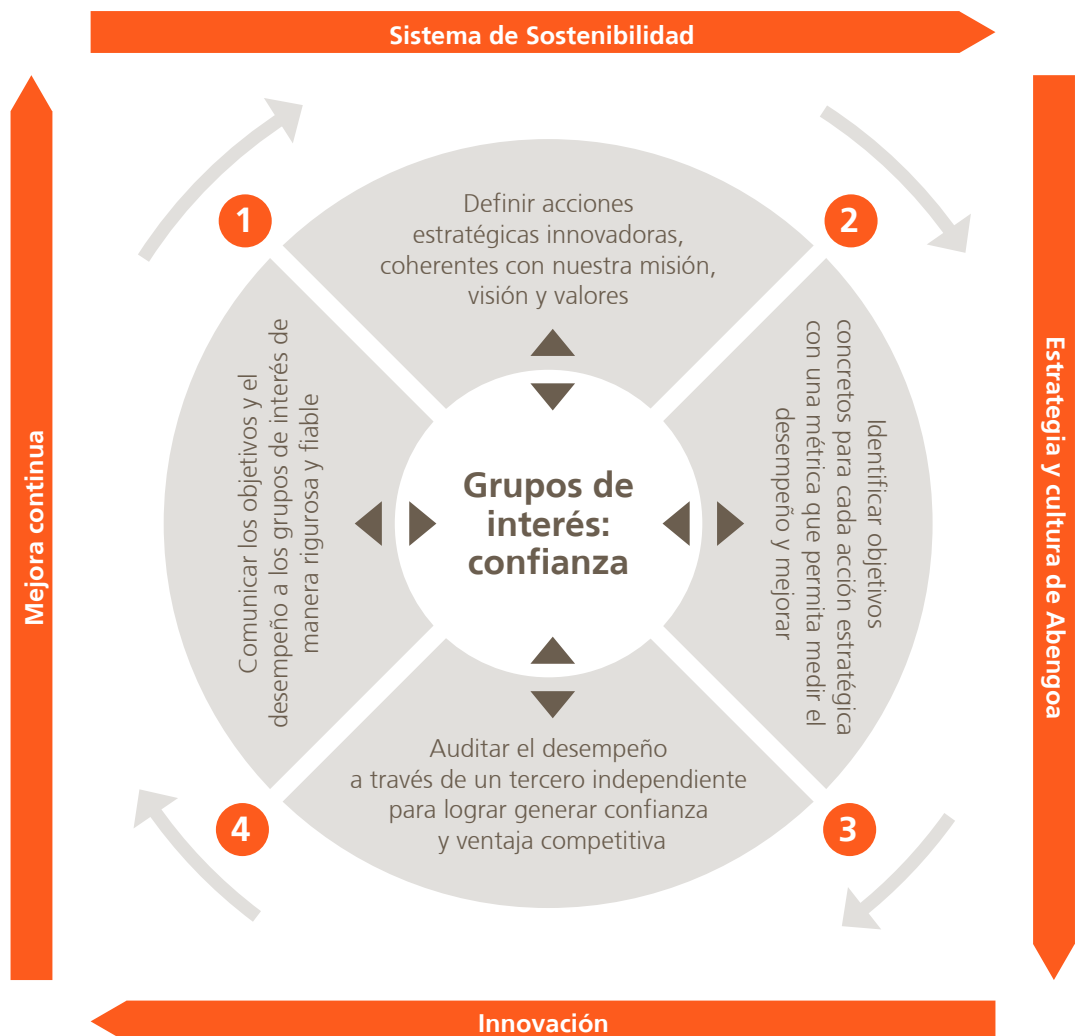 Sistema de Sostenibilidad
1
Definir acciones
estratégicas innovadoras,
coherentes con nuestra misión,
visión y valores
2
Identificar objetivos
concretos para cada acción estratégica
con una métrica que permita medir el
desempeño y mejorar
Estrategia y cultura de Abengoa
3
Auditar el desempeño
a través de un tercero independiente
para lograr generar confianza
y ventaja competitiva
4
Comunicar los objetivos y el
desempeño a los grupos de interés de
manera rigurosa y fiable
Mejora continua
Grupos de
interés:
confianza
Innovación